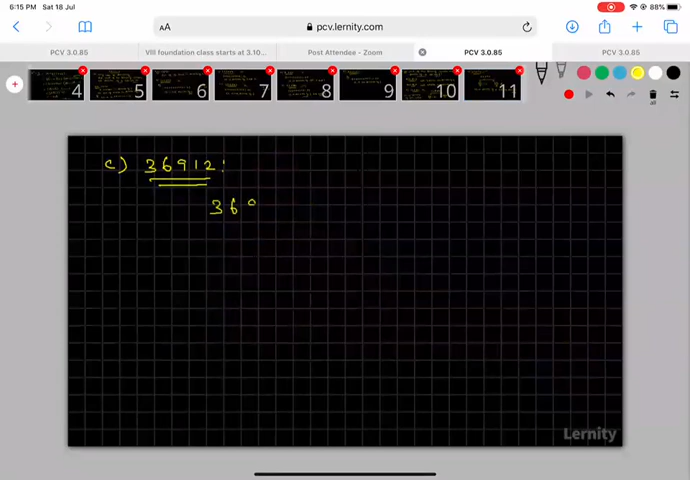 6:15 PM Sat 18 Jul
88%
AA
pcv.lernity.com
PCV 3.0.85
VIII foundation class starts at 3.10...
Post Attendee - Zoom
PCV 3.0.85
PCV 3.0.85
4
5
6
7
8
9
10
11
all
c) 36912:
36
Lernity